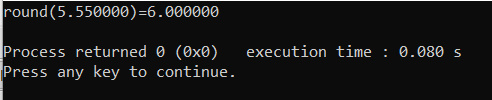 round(5.550000)=6.000000
Process returned 0 (0x0)   execution time : 0.080 s
Press any key to continue.